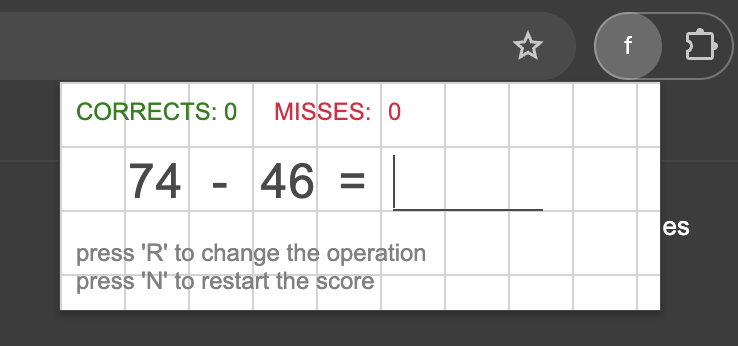 f
CORRECTS: 0 MISSES: 0
74 - 46 =
es
press 'R' to change the operation
press 'N' to restart the score